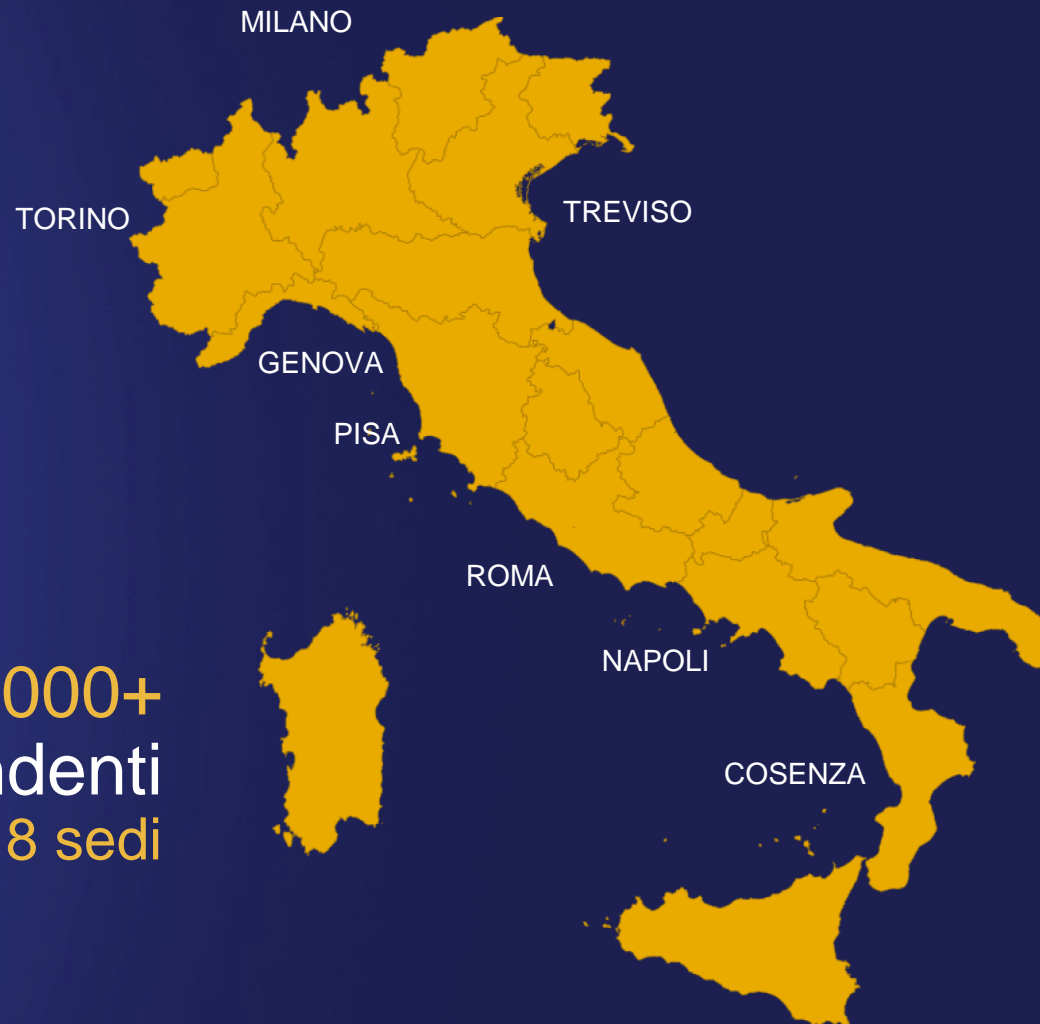 MILANO
TORINO
TREVISO
GENOVA
PISA
ROMA
NAPOLI
000+
ndenti
8 sedi
COSENZA